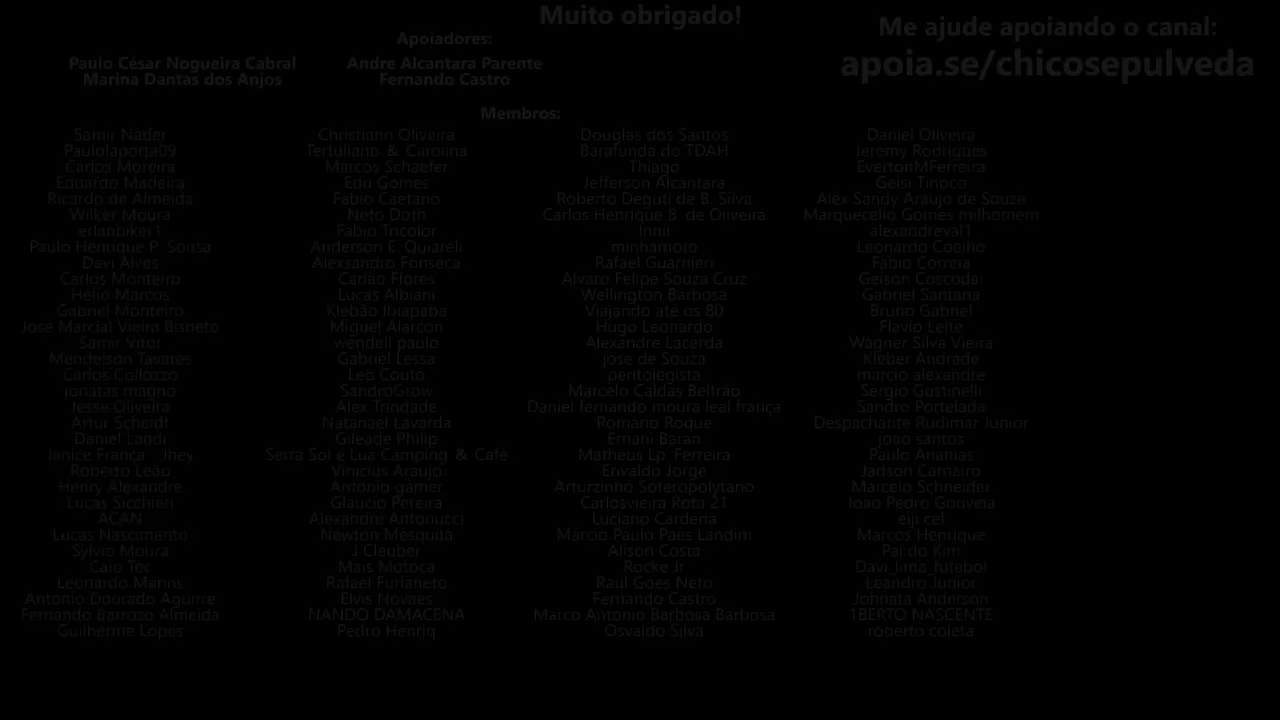 Muito obrigado!
Me ajude apoiando o canal:
apoia.se/chicosepulveda
Apoiadores:
Paulo César Nogueira Cabral
Marina Dantas dos Anjos
Andre Alcantara Parente
Fernando Castro
Membros:
Samir Nader
Paulolaporta09
Carlos Moreira
Eduardo Madeira
Ricardo de Almeida
Wilker Moura
erlanbiker1
Paulo Henrique P. Sousa
Davi Alves
Carlos Monteiro
Hélio Marcos
Gabriel Monteiro
José Marcial Vieira Bisneto
Samir Vitor
Mendelson Tavares
Carlos Collozzo
jonatas magno
Jesse Oliveira
Artur Scherdt
Daniel Landi
Janice França _Jhey
Roberto Leão
Henry Alexandre
Lucas Sicchieri
ACAN
Lucas Nascimento
Sylvio Moura
Caio Tec
Leonardo Marins
Antonio Dourado Aguirre
Fernando Barrozo Almeida
Guilherme Lopes
Christiann Oliveira
Tertuliano & Carolina
Marcos Schaefer
Edu Gomes
Fabio Caetano
Neto Doth
Fabio Tricolor
Anderson E. Quiareli
Alexsandro Fonseca
Carlão Flores
Lucas Albiani
Klebão Ibiapaba
Miguel Alarcon
wendell paulo
Gabriel Lessa
Leo Couto
SandroGrow
Alex Trindade
Natanael Lavarda
Gileade Philip
Serra Sol e Lua Camping & Café
Vinicius Araujo
Antonio gamer
Glaucio Pereira
Alexandre Antonucci
Newton Mesquita
J Cleuber
Mais Motoca
Rafael Furlaneto
Elvis Novaes
NANDO DAMACENA
Pedro Henriq
Douglas dos Santos
Barafunda do TDAH
Thiago
Jefferson Alcantara
Roberto Deguti de B. Silva
Carlos Henrique B. de Oliveira
Innii
minhamoto
Rafael Guarnieri
Alvaro Felipe Souza Cruz
Wellington Barbosa
Viajando até os 80
Hugo Leonardo
Alexandre Lacerda
jose de Souza
peritolegista
Marcelo Caldas Beltrão
Daniel fernando moura leal frança
Romario Roque
Ernani Baran
Matheus Lp. Ferreira
Erivaldo Jorge
Arturzinho Soteropolytano
Carlosvieira Rota 21
Luciano Cardena
Márcio Paulo Paes Landim
Alison Costa
Rocke Jr
Raul Góes Neto
Fernando Castro
Marco Antonio Barbosa Barbosa
Osvaldo Silva
Daniel Oliveira
Jeremy Rodrigues
EvertonMFerreira
Geisi Tinoco
Alex Sandy Araujo de Souza
Marquecelio Gomes milhomem
alexandreval1
Leonardo Coelho
Fabio Correia
Geison Coscodai
Gabriel Santana
Bruno Gabriel
Flavio Leite
Wagner Silva Vieira
Kleber Andrade
marcio alexandre
Sergio Gostinelli
Sandro Portelada
Despachante Rudimar Junior
joao santos
Paulo Ananias
Jadson Carneiro
Marcelo Schneider
João Pedro Gouveia
eiji cel
Marcos Henrique
Pai do Kim
Davi_lima_futebol
Leandro Junior
Johnata Anderson
1BERTO NASCENTE
roberto coleta